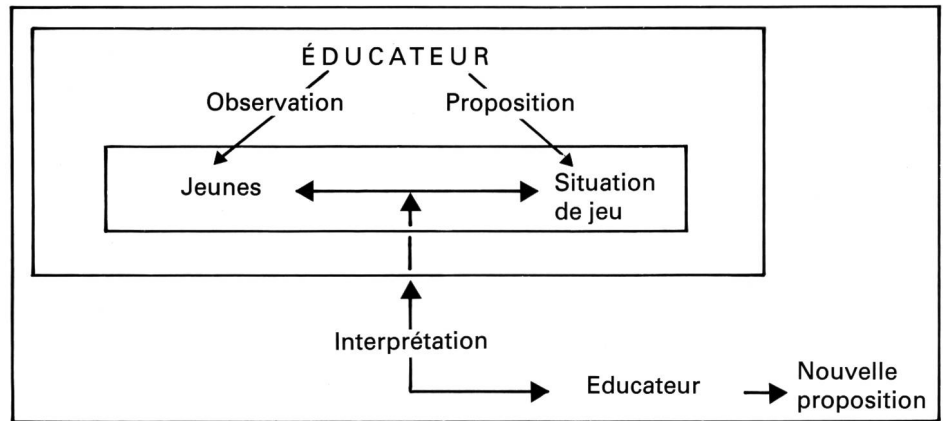 ÉDUCATEUR
Observation
Proposition
Jeunes
Situation
de jeu
Interprétation
Educateur
Nouvelle
proposition